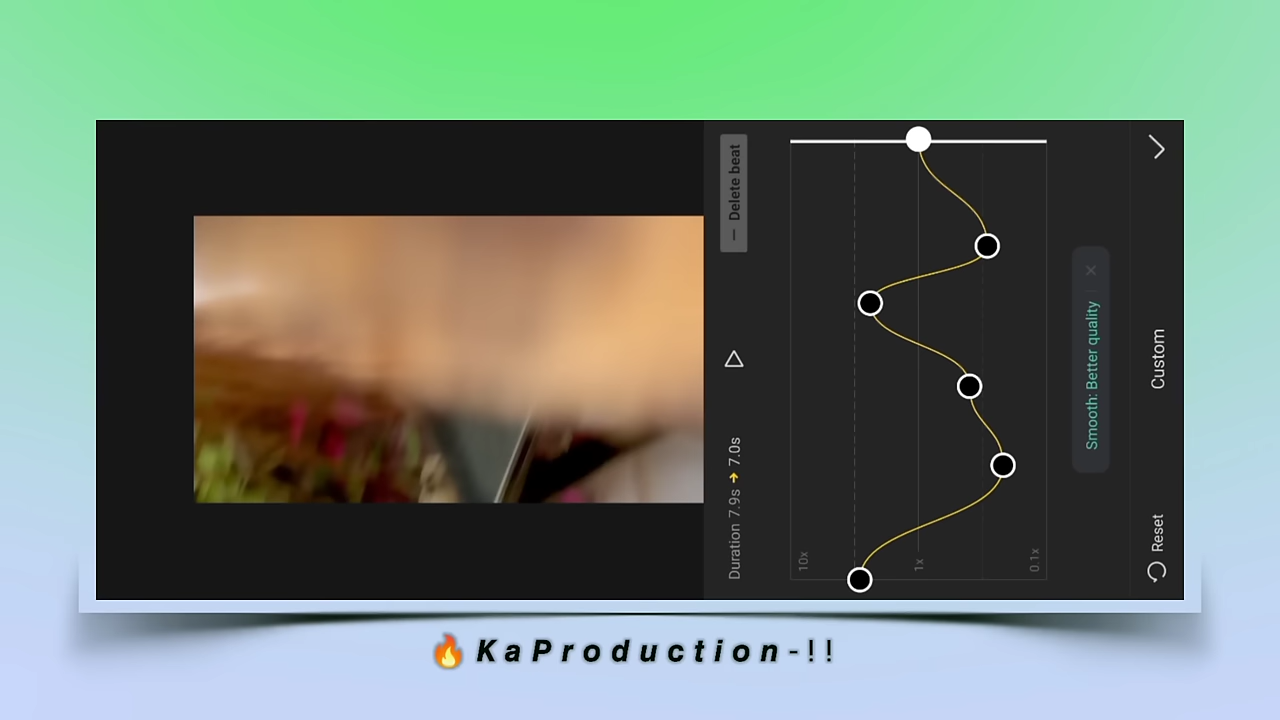 Duration 7.9s ➔ 7.0s
— Delete beat
10x
1x
0.1x
Smooth: Better quality ×
Reset
Custom
🔥KaProduction-!!